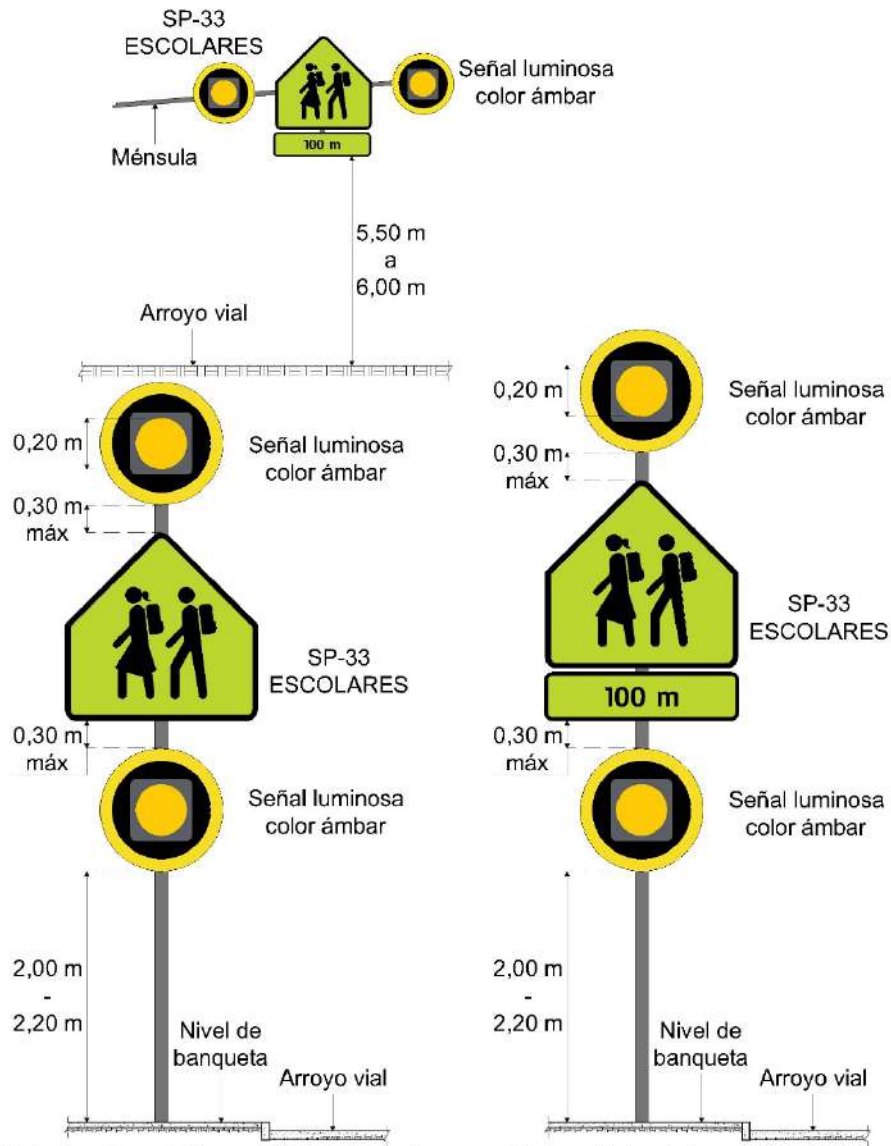 SP-33
ESCOLARES
Señal luminosa
color ámbar
Ménsula
100 m
5,50 m
a
6,00 m
Arroyo vial
0,20 m
Señal luminosa
color ámbar
0,30 m
máx
SP-33
ESCOLARES
0,30 m
máx
Señal luminosa
color ámbar
2,00 m
-
2,20 m
Nivel de
banqueta
Arroyo vial
0,20 m
Señal luminosa
color ámbar
0,30 m
máx
SP-33
ESCOLARES
100 m
0,30 m
máx
Señal luminosa
color ámbar
2,00 m
-
2,20 m
Nivel de
banqueta
Arroyo vial